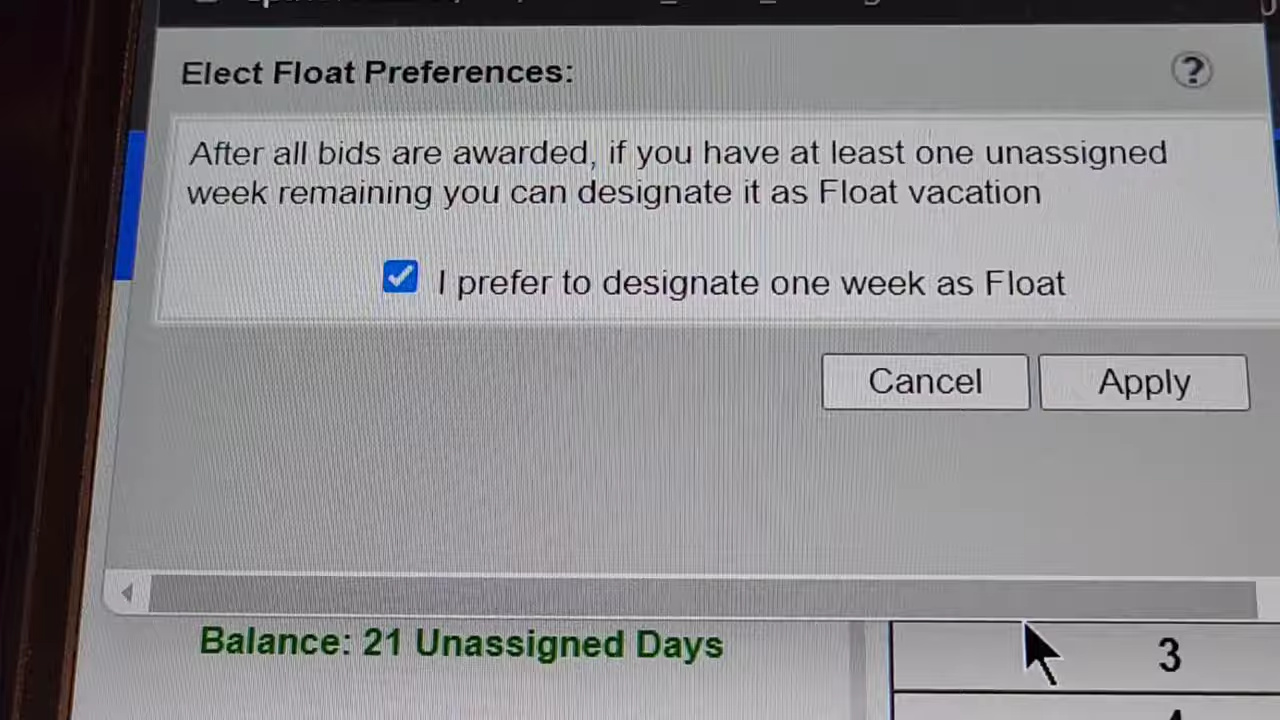 Elect Float Preferences:
?
After all bids are awarded, if you have at least one unassigned
week remaining you can designate it as Float vacation
I prefer to designate one week as Float
Cancel
Apply
Balance: 21 Unassigned Days
3